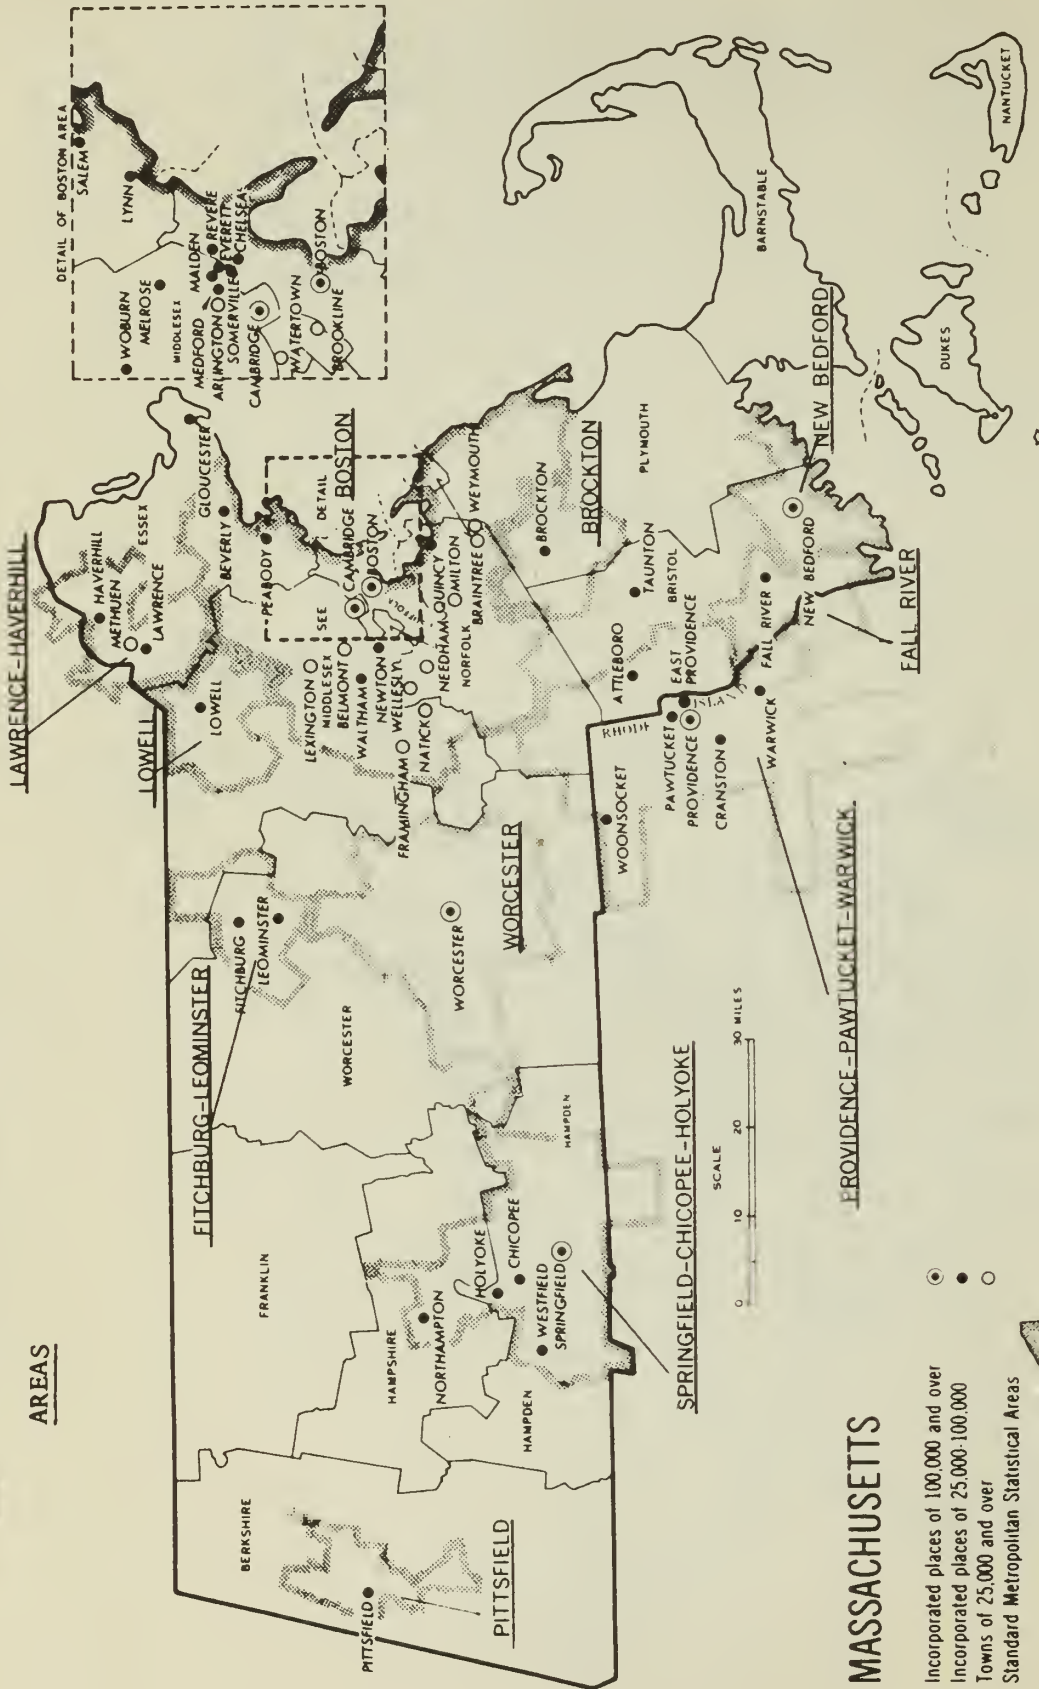 AREAS
LAWRENCE-HAVERHILL
LOWELL
FITCHBURG-LEOMINSTER
BOSTON
BROCKTON
WORCESTER
NEW BEDFORD
FALL RIVER
PROVIDENCE-PAWTUCKET-WARWICK
SPRINGFIELD-CHICOPEE-HOLYOKE
PITTSFIELD
DETAIL OF BOSTON AREA
SALEM
LYNN
WOBURN
MELROSE
MIDDLESEX
MALDEN
REVERE
MEDFORD
EVERETT
ARLINGTON
CHELSEA
SOMERVILLE
CAMBRIDGE
WATERTOWN
BOSTON
BROOKLINE
BERKSHIRE
PITTSFIELD
FRANKLIN
HAMPSHIRE
NORTHAMPTON
HOLYOKE
CHICOPEE
WESTFIELD
SPRINGFIELD
HAMPDEN
HAMPDEN
WORCESTER
FITCHBURG
LEOMINSTER
WORCESTER
HAVERHILL
METHUEN
LAWRENCE
ESSEX
GLOUCESTER
BEVERLY
PEABODY
LOWELL
SEE
DETAIL
CAMBRIDGE
BOSTON
LEXINGTON
MIDDLESEX
BELMONT
WALTHAM
NEWTON
WELLESLY
FRAMINGHAM
NATICK
NEEDHAM
QUINCY
MILTON
NORFOLK
BRAINTREE
WEYMOUTH
BROCKTON
PLYMOUTH
TAUNTON
BRISTOL
ATTLEBORO
EAST
PROVIDENCE
FALL RIVER
NEW BEDFORD
RHODE
ISLAND
WOONSOCKET
PAWTUCKET
PROVIDENCE
CRANSTON
WARWICK
BARNSTABLE
DUKES
NANTUCKET
SCALE
0 10 20 30 MILES
MASSACHUSETTS
Incorporated places of 100,000 and over
Incorporated places of 25,000-100,000
Towns of 25,000 and over
Standard Metropolitan Statistical Areas